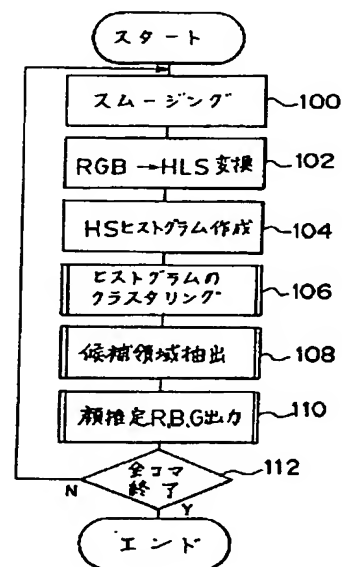 スタート
スムージング
100
RGB→HLS変換
102
HSヒストグラム作成
104
ヒストグラムの
クラスタリング
106
候補領域抽出
108
顔推定R,B,G出力
110
全コマ
終了
112
N
Y
エンド